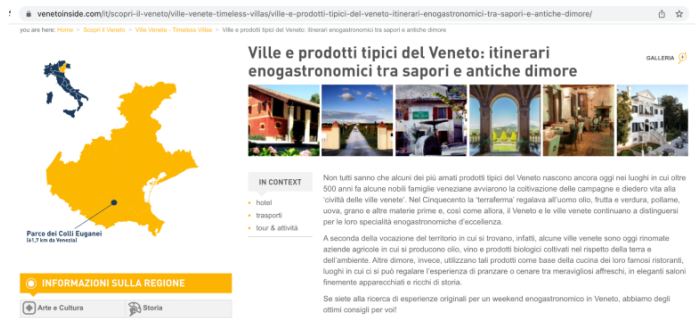 venetoinside.com/it/scopri-il-veneto/ville-venete-timeless-villas/ville-e-prodotti-tipici-del-veneto-itinerari-enogastronomici-tra-sapori-e-antiche-dimore/
you are here: Home > Scopri il Veneto > Ville Venete - Timeless Villas > Ville e prodotti tipici del Veneto: itinerari enogastronomici tra sapori e antiche dimore
Ville e prodotti tipici del Veneto: itinerari
enogastronomici tra sapori e antiche dimore
GALLERIA
Parco dei Colli Euganei
(61,7 km da Venezia)
INFORMAZIONI SULLA REGIONE
Arte e Cultura
Storia
IN CONTEXT
hotel
trasporti
tour & attività
Non tutti sanno che alcuni dei più amati prodotti tipici del Veneto nascono ancora oggi nei luoghi in cui oltre
500 anni fa alcune nobili famiglie veneziane avviarono la coltivazione delle campagne e diedero vita alla
'civiltà delle ville venete'. Nel Cinquecento la 'terraferma' regalava all'uomo olio, frutta e verdura, pollame,
uova, grano e altre materie prime e, così come allora, il Veneto e le ville venete continuano a distinguersi
per le loro specialità enogastronomiche d'eccellenza.
A seconda della vocazione del territorio in cui si trovano, infatti, alcune ville venete sono oggi rinomate
aziende agricole in cui si producono olio, vino e prodotti biologici coltivati nel rispetto della terra e
dell'ambiente. Altre dimore, invece, utilizzano tali prodotti come base della cucina dei loro famosi ristoranti,
luoghi in cui ci si può regalare l'esperienza di pranzare o cenare tra meravigliosi affreschi, in eleganti saloni
finemente apparecchiati e ricchi di storia.
Se siete alla ricerca di esperienze originali per un weekend enogastronomico in Veneto, abbiamo degli
ottimi consigli per voi!